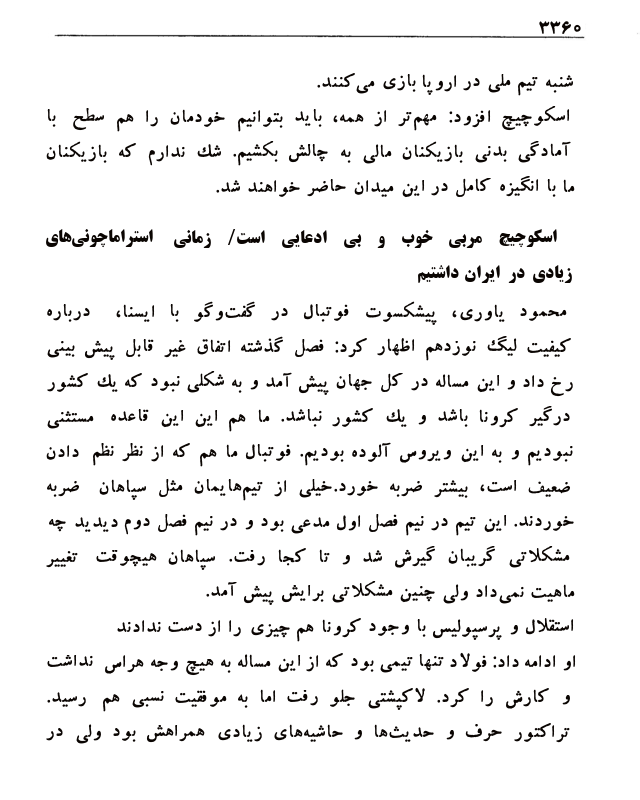 ۳۳۶۰
شنبه تیم ملی در اروپا بازی می‌کنند.
اسکوچیچ افزود: مهم‌تر از همه، باید بتوانیم خودمان را هم سطح با
آمادگی بدنی بازیکنان مالی به چالش بکشیم. شك ندارم که بازیکنان
ما با انگیزه کامل در این میدان حاضر خواهند شد.
اسکوچیچ مربی خوب و بی ادعایی است/ زمانی استراماچونی‌های
زیادی در ایران داشتیم
محمود یاوری، پیشکسوت فوتبال در گفت‌وگو با ایسنا، درباره
کیفیت لیگ نوزدهم اظهار کرد: فصل گذشته اتفاق غیر قابل پیش بینی
رخ داد و این مساله در کل جهان پیش آمد و به شکلی نبود که یك کشور
درگیر کرونا باشد و یك کشور نباشد. ما هم این این قاعده مستثنی
نبودیم و به این ویروس آلوده بودیم. فوتبال ما هم که از نظر نظم دادن
ضعیف است، بیشتر ضربه خورد.خیلی از تیم‌هایمان مثل سپاهان ضربه
خوردند. این تیم در نیم فصل اول مدعی بود و در نیم فصل دوم دیدید چه
مشکلاتی گریبان گیرش شد و تا کجا رفت. سپاهان هیچوقت تغییر
ماهیت نمی‌داد ولی چنین مشکلاتی برایش پیش آمد.
استقلال و پرسپولیس با وجود کرونا هم چیزی را از دست ندادند
او ادامه داد: فولاد تنها تیمی بود که از این مساله به هیچ وجه هراس نداشت
و کارش را کرد. لاکپشتی جلو رفت اما به موفقیت نسبی هم رسید.
تراکتور حرف و حدیث‌ها و حاشیه‌های زیادی همراهش بود ولی در